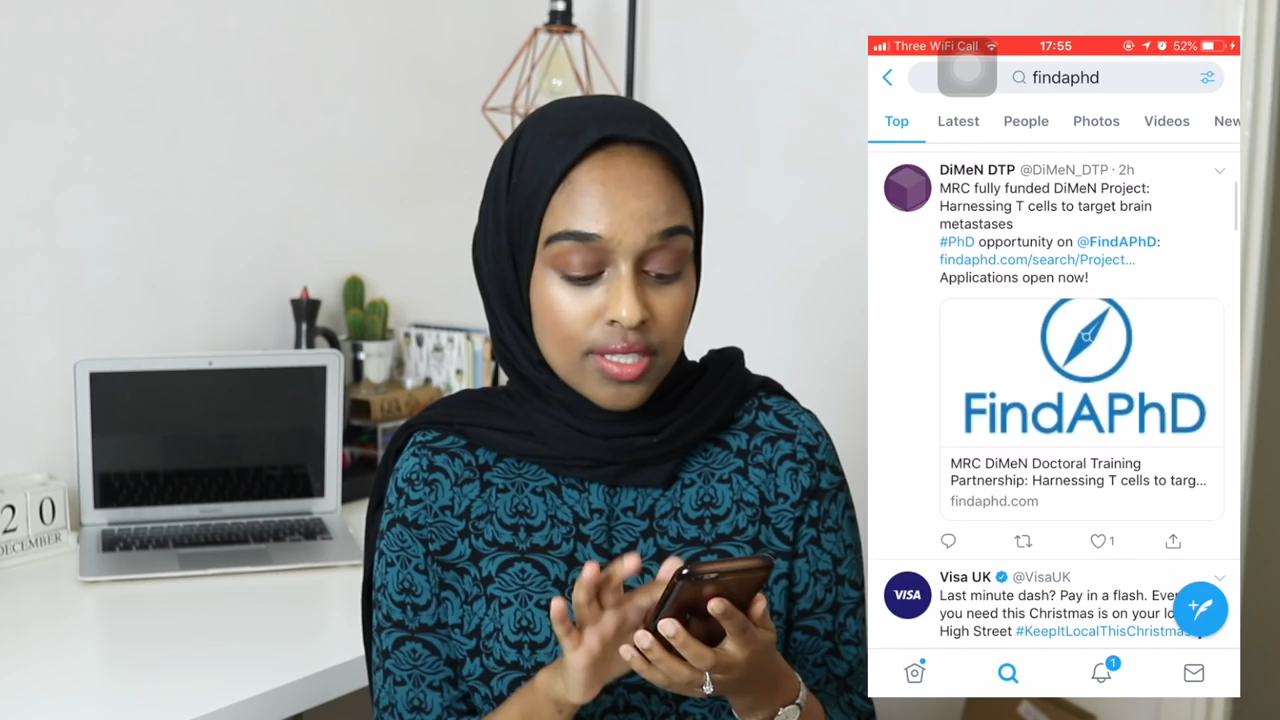 20
DECEMBER
Three WiFi Call 17:55 52%
findaphd
Top Latest People Photos Videos New
DiMeN DTP @DiMeN_DTP · 2h
MRC fully funded DiMeN Project:
Harnessing T cells to target brain
metastases
#PhD opportunity on @FindAPhD:
findaphd.com/search/Project...
Applications open now!
FindAPhD
MRC DiMeN Doctoral Training
Partnership: Harnessing T cells to targ...
findaphd.com
1
Visa UK @VisaUK
VISA
Last minute dash? Pay in a flash.
you need this Christmas is on your
High Street #KeepItLocalThisChristmas
1